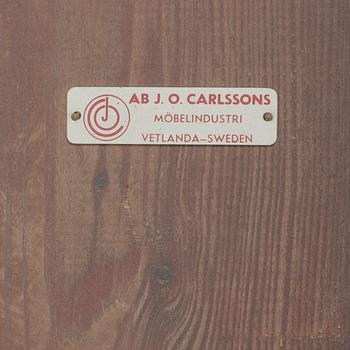 AB J. O. CARLSSONS
MÖBELINDUSTRI
VETLANDA–SWEDEN